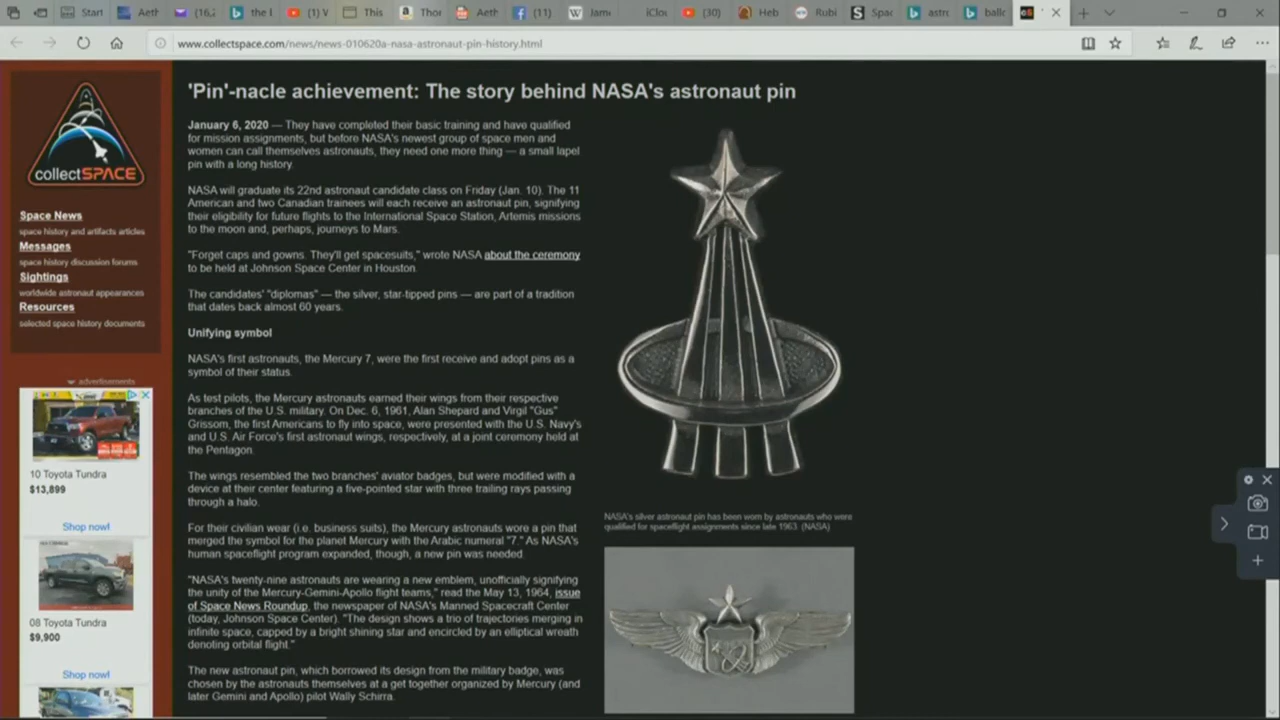 Start
Aeth
(16,
the l
(1) V
This
Thor
Aeth
(11)
Jame
iClou
(30)
Heb
Rubi
Spac
astro
ballo
www.collectspace.com/news/news-010620a-nasa-astronaut-pin-history.html
collectSPACE
Space News
space history and artifacts articles
Messages
space history discussion forums
Sightings
worldwide astronaut appearances
Resources
selected space history documents
advertisements
10 Toyota Tundra
$13,899
Shop now!
08 Toyota Tundra
$9,900
Shop now!
'Pin'-nacle achievement: The story behind NASA's astronaut pin
January 6, 2020 — They have completed their basic training and have qualified
for mission assignments, but before NASA's newest group of space men and
women can call themselves astronauts, they need one more thing — a small lapel
pin with a long history.
NASA will graduate its 22nd astronaut candidate class on Friday (Jan. 10). The 11
American and two Canadian trainees will each receive an astronaut pin, signifying
their eligibility for future flights to the International Space Station, Artemis missions
to the moon and, perhaps, journeys to Mars.
"Forget caps and gowns. They'll get spacesuits," wrote NASA about the ceremony
to be held at Johnson Space Center in Houston.
The candidates' "diplomas" — the silver, star-tipped pins — are part of a tradition
that dates back almost 60 years.
Unifying symbol
NASA's first astronauts, the Mercury 7, were the first receive and adopt pins as a
symbol of their status.
As test pilots, the Mercury astronauts earned their wings from their respective
branches of the U.S. military. On Dec. 6, 1961, Alan Shepard and Virgil "Gus"
Grissom, the first Americans to fly into space, were presented with the U.S. Navy's
and U.S. Air Force's first astronaut wings, respectively, at a joint ceremony held at
the Pentagon.
The wings resembled the two branches' aviator badges, but were modified with a
device at their center featuring a five-pointed star with three trailing rays passing
through a halo.
For their civilian wear (i.e. business suits), the Mercury astronauts wore a pin that
merged the symbol for the planet Mercury with the Arabic numeral "7." As NASA's
human spaceflight program expanded, though, a new pin was needed.
"NASA's twenty-nine astronauts are wearing a new emblem, unofficially signifying
the unity of the Mercury-Gemini-Apollo flight teams," read the May 13, 1964, issue
of Space News Roundup, the newspaper of NASA's Manned Spacecraft Center
(today, Johnson Space Center). "The design shows a trio of trajectories merging in
infinite space, capped by a bright shining star and encircled by an elliptical wreath
denoting orbital flight."
The new astronaut pin, which borrowed its design from the military badge, was
chosen by the astronauts themselves at a get together organized by Mercury (and
later Gemini and Apollo) pilot Wally Schirra.
NASA's silver astronaut pin has been worn by astronauts who were
qualified for spaceflight assignments since late 1963. (NASA)